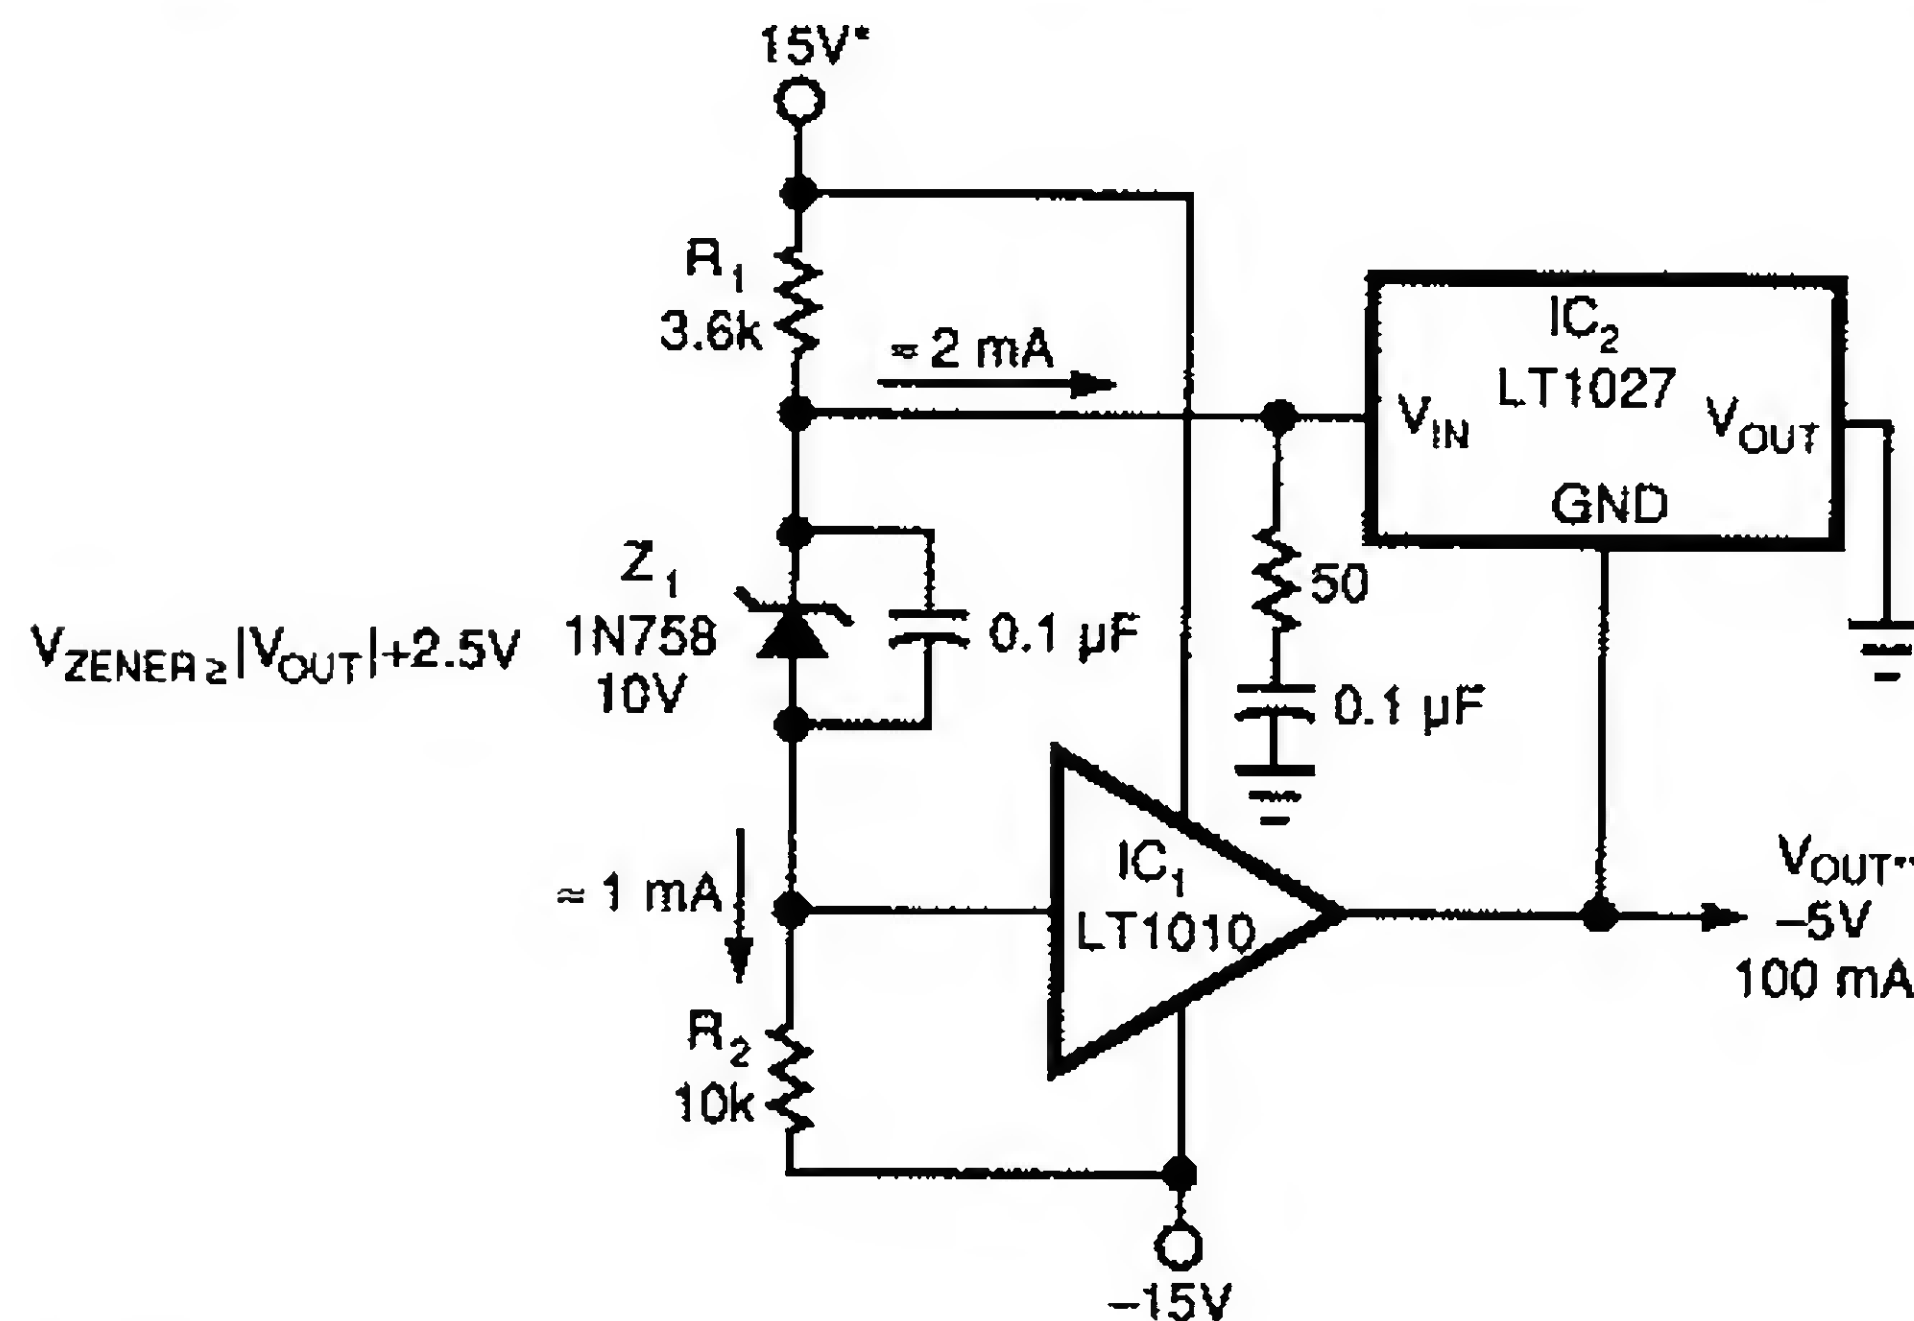 15V*
R1
3.6k
≈ 2 mA
IC2
LT1027
VIN
VOUT
GND
Z1
1N758
10V
VZENER ≥ |VOUT|+2.5V
0.1 µF
50
0.1 µF
≈ 1 mA
IC1
LT1010
VOUT**
–5V
100 mA
R2
10k
–15V